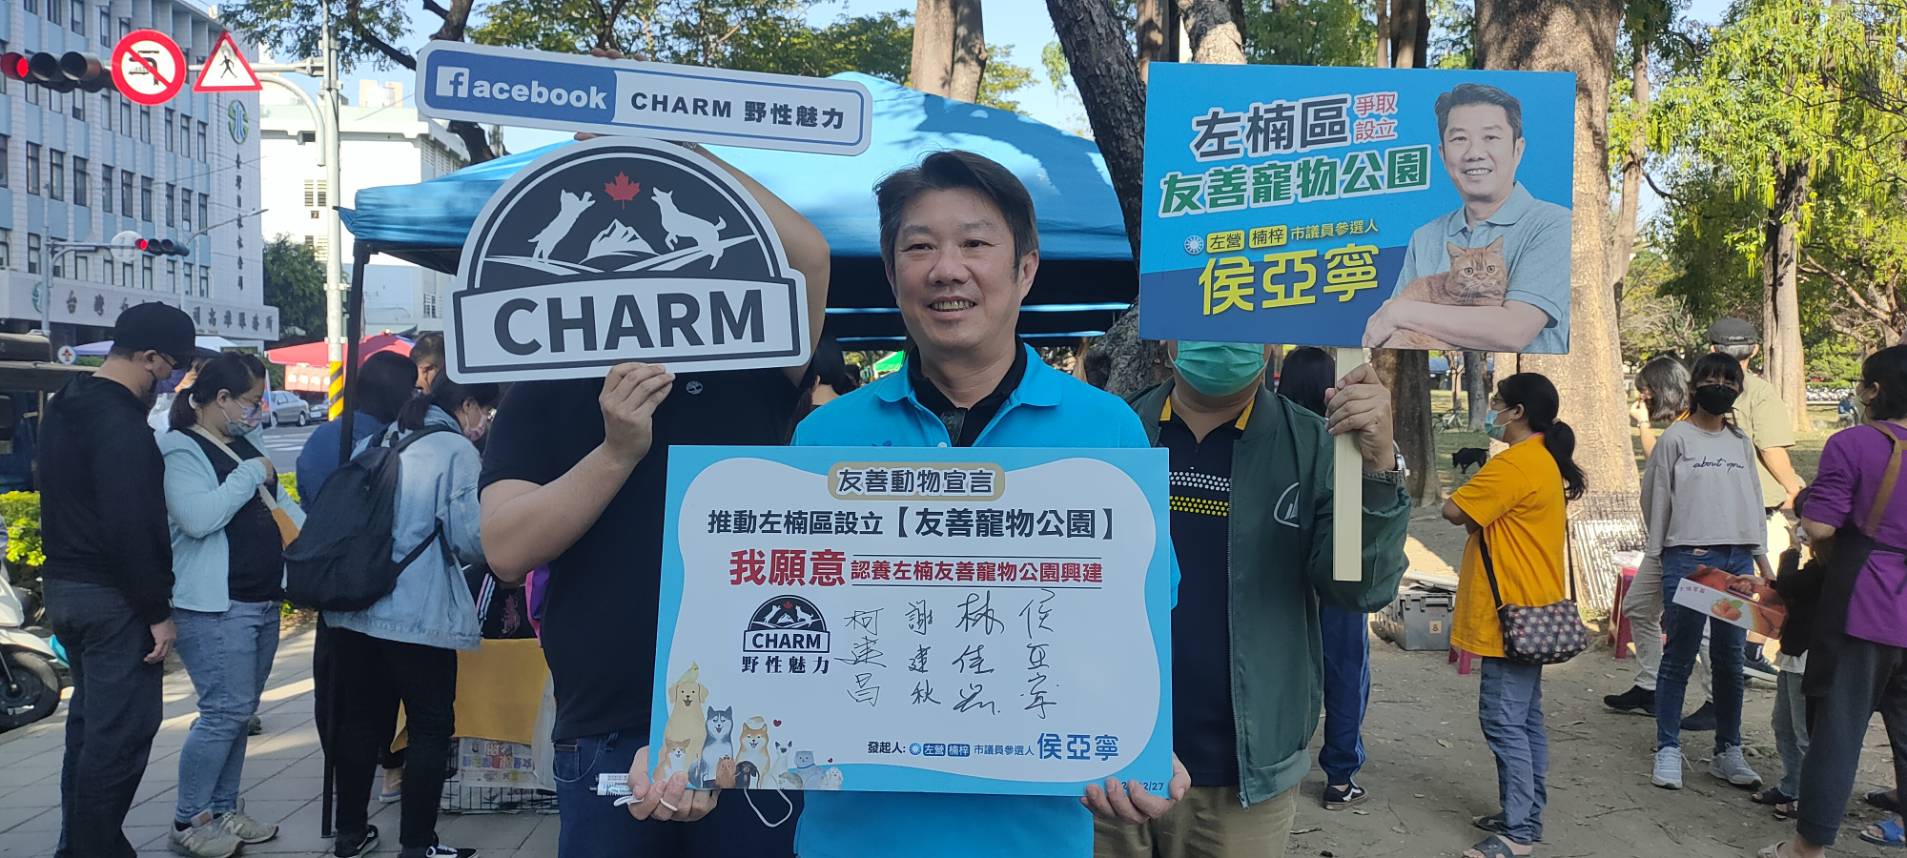 facebook CHARM 野性魅力
CHARM
左楠區 爭取設立
友善寵物公園
左營 楠梓 市議員參選人
侯亞寧
友善動物宣言
推動左楠區設立【友善寵物公園】
我願意 認養左楠友善寵物公園興建
CHARM
野性魅力
侯亞寧
謝建秋
柯建昌
發起人: 左營 楠梓 市議員參選人 侯亞寧
2/27
about you